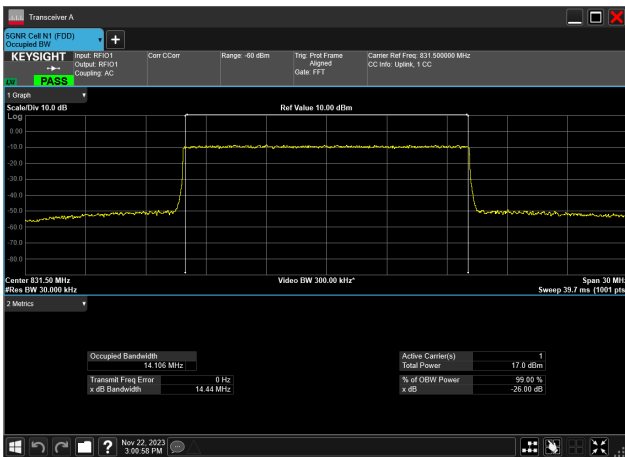 Transceiver A
5GNR Cell N1 (FDD)
Occupied BW
KEYSIGHT
PASS
Input: RFIO1
Output: RFIO1
Coupling: AC
Corr CCorr
Range: -60 dBm
Trig: Prot Frame
Aligned
Gate: FFT
Carrier Ref Freq: 831.500000 MHz
CC Info: Uplink, 1 CC
1 Graph
Scale/Div 10.0 dB
Ref Value 10.00 dBm
Log
0.00
-10.0
-20.0
-30.0
-40.0
-50.0
-60.0
-70.0
-80.0
Center 831.50 MHz
Video BW 300.00 kHz*
Span 30 MHz
#Res BW 30.000 kHz
Sweep 39.7 ms (1001 pts
2 Metrics
Occupied Bandwidth
14.106 MHz
Transmit Freq Error 0 Hz
x dB Bandwidth 14.44 MHz
Active Carrier(s) 1
Total Power 17.0 dBm
% of OBW Power 99.00 %
x dB -26.00 dB
Nov 22, 2023
3:00:58 PM